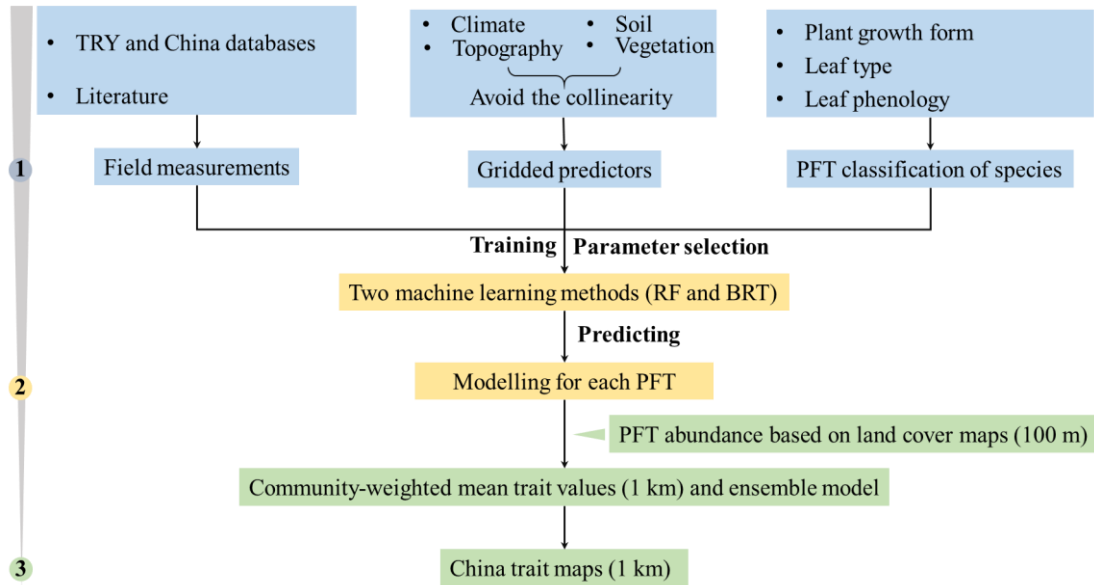 • TRY and China databases
• Literature
• Climate • Soil
• Topography • Vegetation
Avoid the collinearity
• Plant growth form
• Leaf type
• Leaf phenology
1
Field measurements
Gridded predictors
PFT classification of species
Training Parameter selection
Two machine learning methods (RF and BRT)
Predicting
2
Modelling for each PFT
PFT abundance based on land cover maps (100 m)
Community-weighted mean trait values (1 km) and ensemble model
3
China trait maps (1 km)